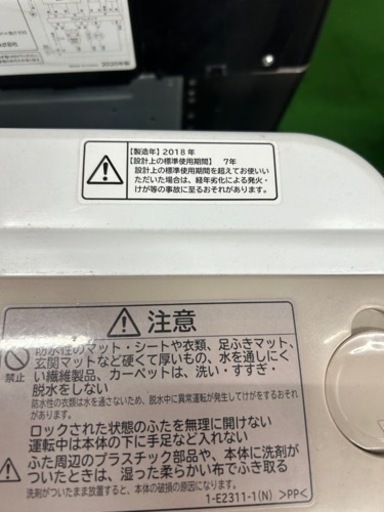 2020年製
【製造年】2018 年
【設計上の標準使用期間】 7年
設計上の標準使用期間を超えてお使いい
ただいた場合は、経年劣化による発火・
けが等の事故に至るおそれがあります。
注意
防水性のマット・シートや衣類、足ふきマット、
玄関マットなど硬くて厚いもの、水を通しにく
い繊維製品、カーペットは、洗い・すすぎ・
脱水をしない
禁止
防水性の衣類は水を通さないため、脱水中に異常運転が発生してけがをするおそれ
があります。
ロックされた状態のふたを無理に開けない
運転中は本体の下に手足など入れない
ふた周辺のプラスチック部品や、本体に洗剤が
ついたときは、湿った柔らかい布でふき取る
洗剤がついたまま放置すると、本体の破損の原因になります。
1-E2311-1(N) >PP<